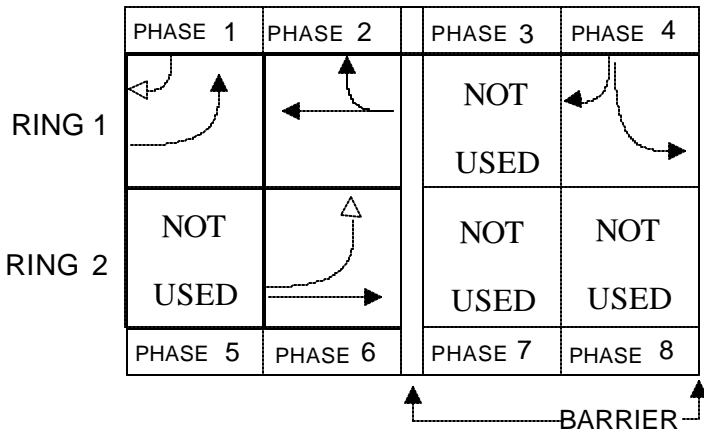 PHASE 1 PHASE 2 PHASE 3 PHASE 4
RING 1
NOT
USED
RING 2
NOT
USED
NOT
USED
NOT
USED
PHASE 5 PHASE 6 PHASE 7 PHASE 8
BARRIER